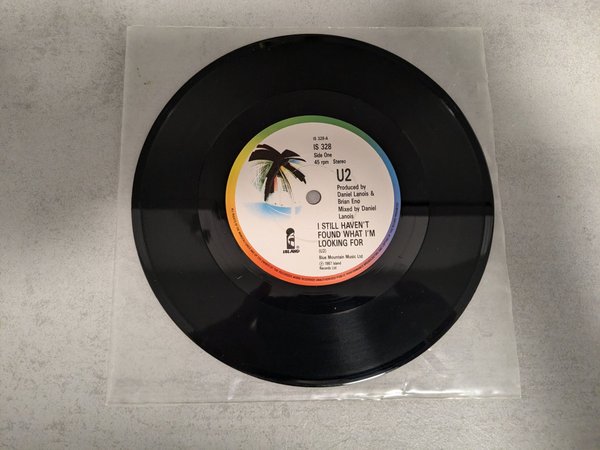 IS 328-A
IS 328
Side One
45 rpm Stereo
U2
Produced by
Daniel Lanois &
Brian Eno
Mixed by Daniel
Lanois
I STILL HAVEN'T
FOUND WHAT I'M
LOOKING FOR
(U2)
Blue Mountain Music Ltd
℗ 1987 Island
Records Ltd
ISLAND